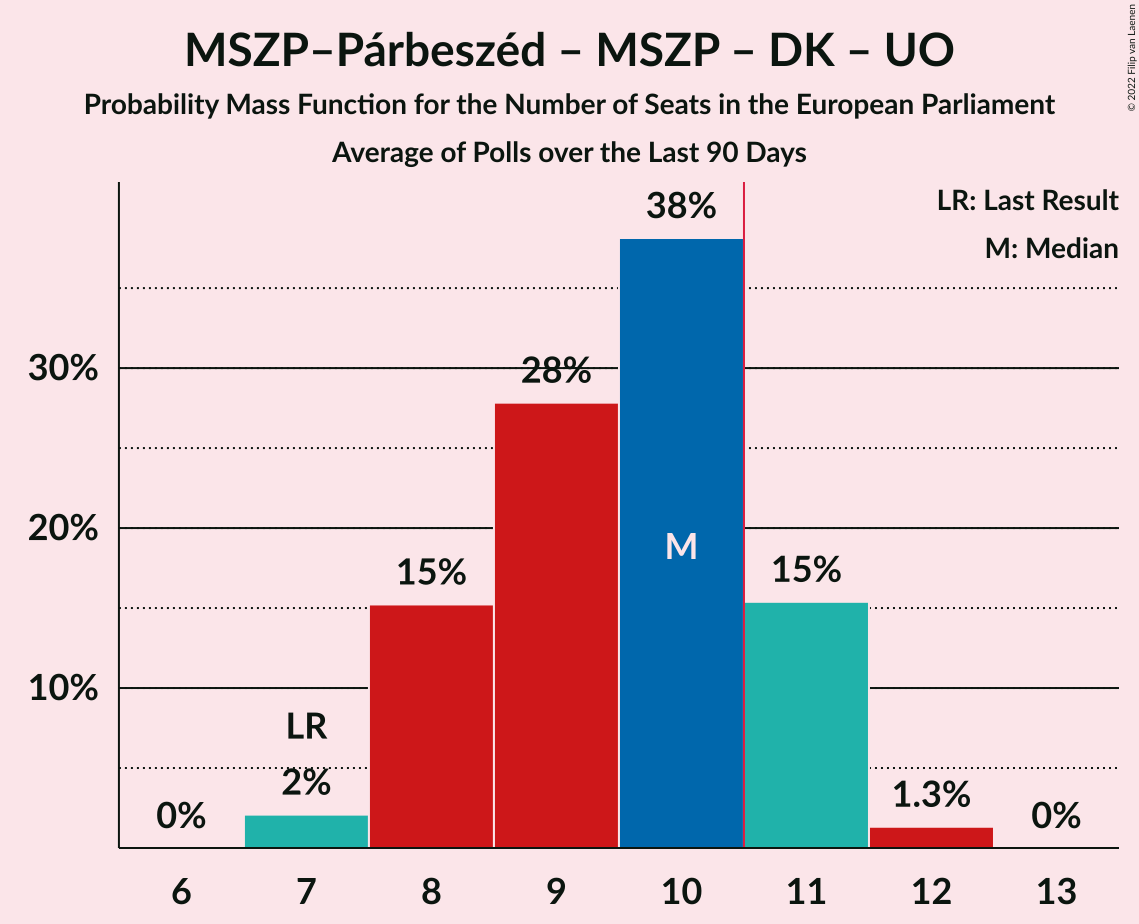 MSZP–Párbeszéd – MSZP – DK – UO
Probability Mass Function for the Number of Seats in the European Parliament
Average of Polls over the Last 90 Days
© 2022 Filip van Laenen
LR: Last Result
M: Median
38%
30%
28%
20%
M
15%
15%
10%
LR
2%
1.3%
0%
0%
6 7 8 9 10 11 12 13